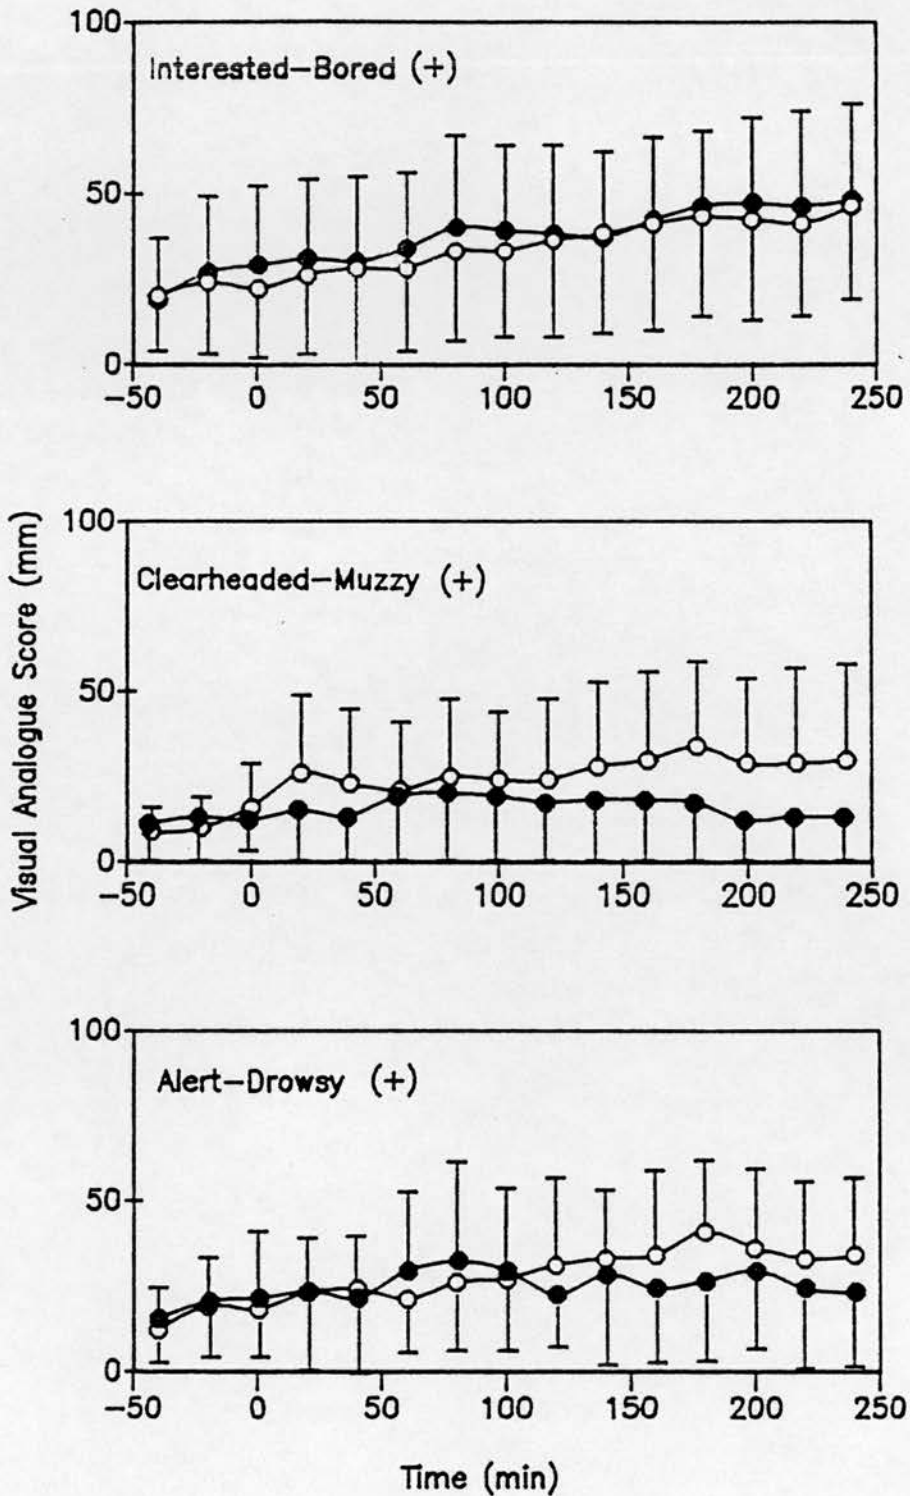 Visual Analogue Score (mm)
100
Interested–Bored (+)
50
0
−50 0 50 100 150 200 250
100
Clearheaded–Muzzy (+)
50
0
−50 0 50 100 150 200 250
100
Alert–Drowsy (+)
50
0
−50 0 50 100 150 200 250
Time (min)